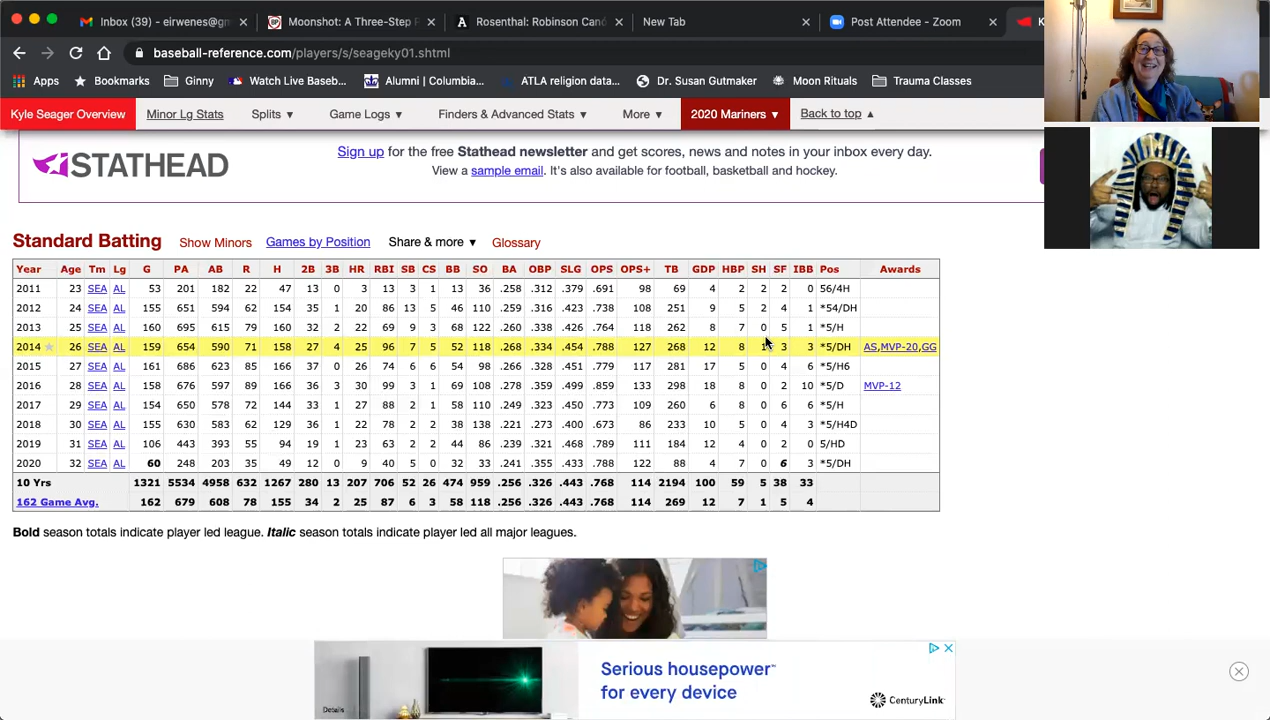 Inbox (39) - eirwenes@gm
Moonshot: A Three-Step P
Rosenthal: Robinson Canó
New Tab
Post Attendee - Zoom
K
baseball-reference.com/players/s/seageky01.shtml
Apps Bookmarks Ginny Watch Live Baseb... Alumni | Columbia... ATLA religion data... Dr. Susan Gutmaker Moon Rituals Trauma Classes
Kyle Seager Overview Minor Lg Stats Splits ▼ Game Logs ▼ Finders & Advanced Stats ▼ More ▼ 2020 Mariners ▼ Back to top ▲
STATHEAD
Sign up for the free Stathead newsletter and get scores, news and notes in your inbox every day.
View a sample email. It's also available for football, basketball and hockey.
Standard Batting Show Minors Games by Position Share & more ▼ Glossary
Year Age Tm Lg G PA AB R H 2B 3B HR RBI SB CS BB SO BA OBP SLG OPS OPS+ TB GDP HBP SH SF IBB Pos Awards
2011 23 SEA AL 53 201 182 22 47 13 0 3 13 3 1 13 36 .258 .312 .379 .691 98 69 4 2 2 2 0 56/4H
2012 24 SEA AL 155 651 594 62 154 35 1 20 86 13 5 46 110 .259 .316 .423 .738 108 251 9 5 2 4 1 *54/DH
2013 25 SEA AL 160 695 615 79 160 32 2 22 69 9 3 68 122 .260 .338 .426 .764 118 262 8 7 0 5 1 *5/H
2014 26 SEA AL 159 654 590 71 158 27 4 25 96 7 5 52 118 .268 .334 .454 .788 127 268 12 8 1 3 3 *5/DH AS,MVP-20,GG
2015 27 SEA AL 161 686 623 85 166 37 0 26 74 6 6 54 98 .266 .328 .451 .779 117 281 17 5 0 4 6 *5/H6
2016 28 SEA AL 158 676 597 89 166 36 3 30 99 3 1 69 108 .278 .359 .499 .859 133 298 18 8 0 2 10 *5/D MVP-12
2017 29 SEA AL 154 650 578 72 144 33 1 27 88 2 1 58 110 .249 .323 .450 .773 109 260 6 8 0 6 6 *5/H
2018 30 SEA AL 155 630 583 62 129 36 1 22 78 2 2 38 138 .221 .273 .400 .673 86 233 10 5 0 4 3 *5/H4D
2019 31 SEA AL 106 443 393 55 94 19 1 23 63 2 2 44 86 .239 .321 .468 .789 111 184 12 4 0 2 0 5/HD
2020 32 SEA AL 60 248 203 35 49 12 0 9 40 5 0 32 33 .241 .355 .433 .788 122 88 4 7 0 6 3 *5/DH
10 Yrs 1321 5534 4958 632 1267 280 13 207 706 52 26 474 959 .256 .326 .443 .768 114 2194 100 59 5 38 33
162 Game Avg. 162 679 608 78 155 34 2 25 87 6 3 58 118 .256 .326 .443 .768 114 269 12 7 1 5 4
Bold season totals indicate player led league. Italic season totals indicate player led all major leagues.
Serious housepower℠
for every device
Details
CenturyLink